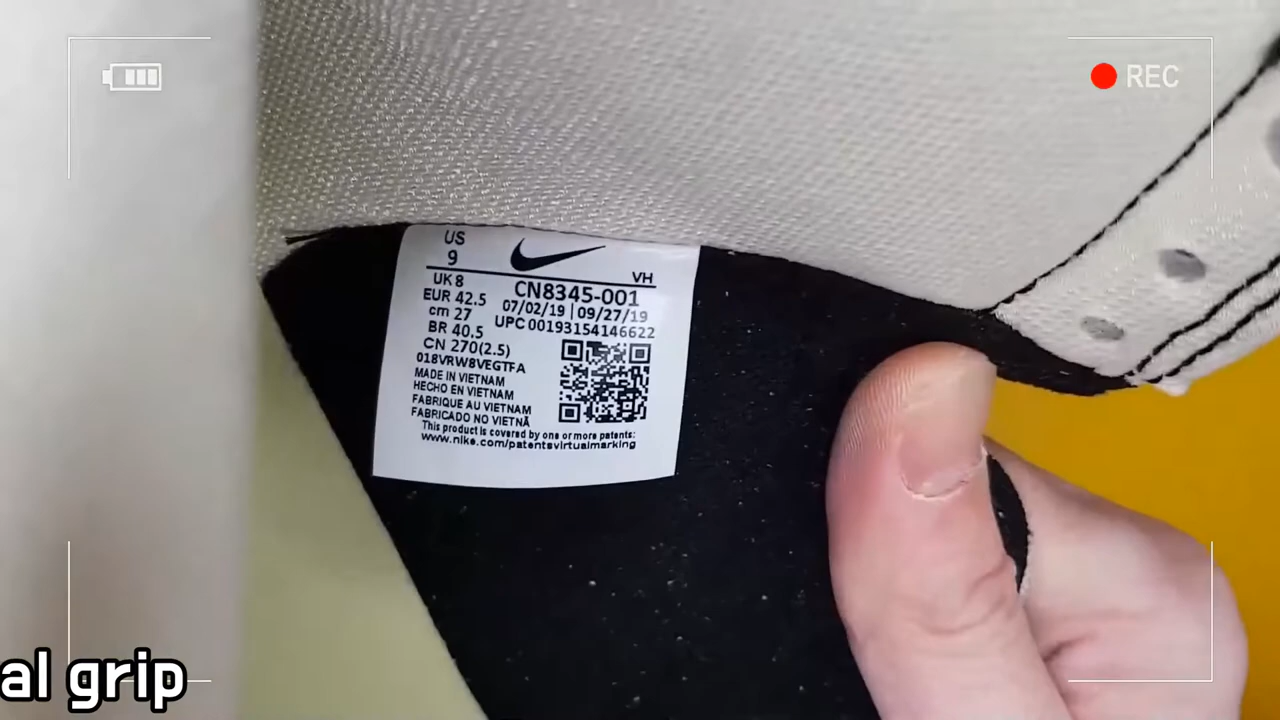 REC
US
9
VH
UK 8
EUR 42.5
cm 27
BR 40.5
CN 270(2.5)
CN8345-001
07/02/19 | 09/27/19
UPC 00193154146622
018VRW8VEGTFA
MADE IN VIETNAM
HECHO EN VIETNAM
FABRIQUE AU VIETNAM
FABRICADO NO VIETNÃ
This product is covered by one or more patents:
www.nike.com/patentsvirtualmarking
al grip